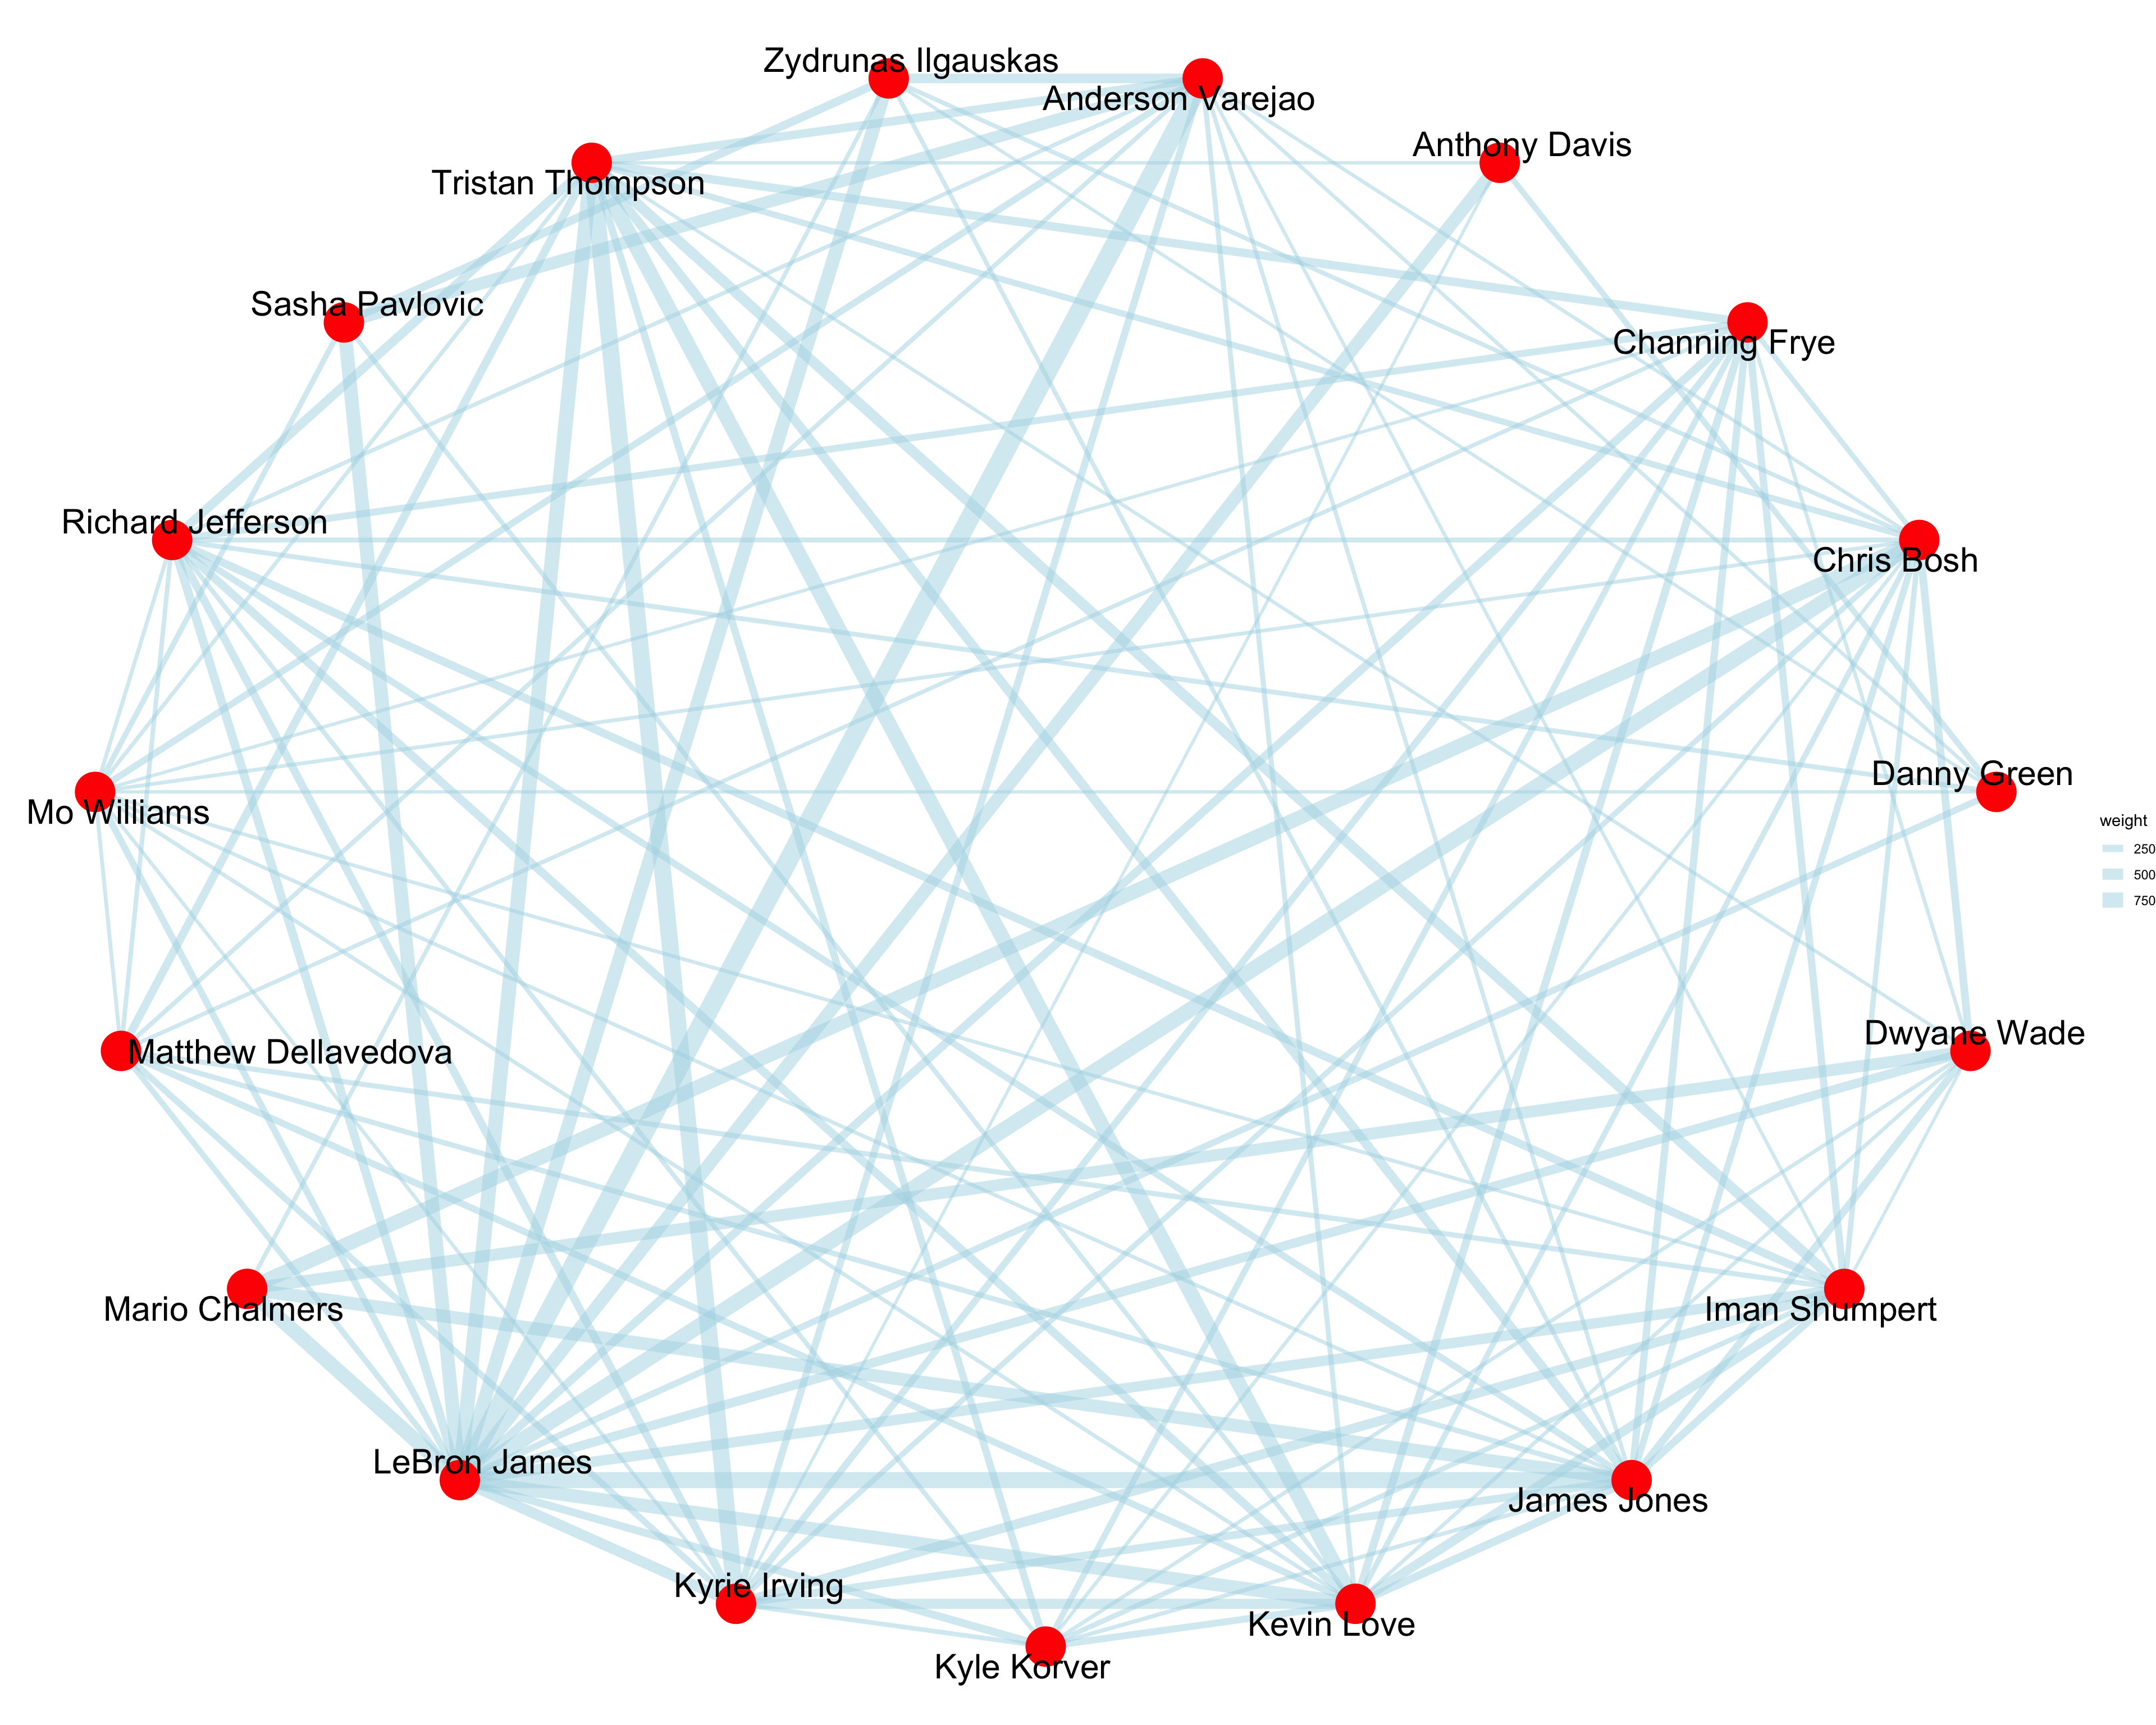 Zydrunas Ilgauskas
Anderson Varejao
Anthony Davis
Tristan Thompson
Sasha Pavlovic
Channing Frye
Richard Jefferson
Chris Bosh
Danny Green
Mo Williams
weight
250
500
750
Dwyane Wade
Matthew Dellavedova
Mario Chalmers
Iman Shumpert
LeBron James
James Jones
Kyrie Irving
Kevin Love
Kyle Korver